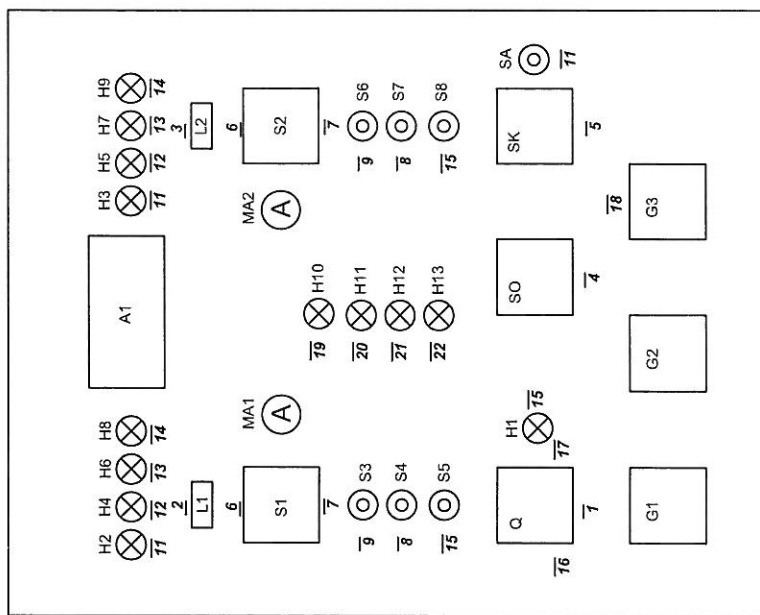 H2 H4 H6 H8 H3 H5 H7 H9
A1
11 12 13 14 11 12 13 14
2 3
L1 L2
6 6
MA1 MA2
S1 A A S2
19 H10
7 7
9 S3 20 H11 9 S6
8 S4 21 H12 8 S7
15 S5 22 H13 15 S8
H1 SA
Q SO SK
15 11
17
16 1 4 5
18
G1 G2 G3